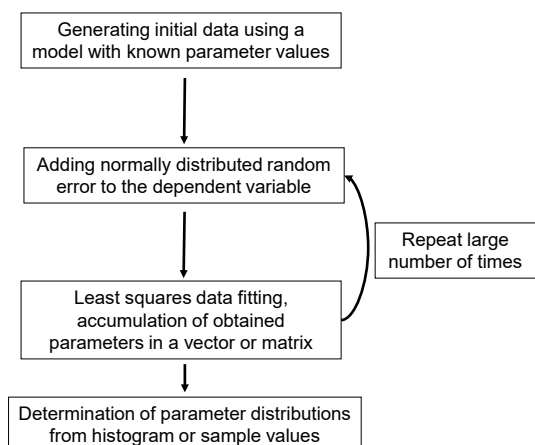 Generating initial data using a
model with known parameter values
Adding normally distributed random
error to the dependent variable
Repeat large
number of times
Least squares data fitting,
accumulation of obtained
parameters in a vector or matrix
Determination of parameter distributions
from histogram or sample values